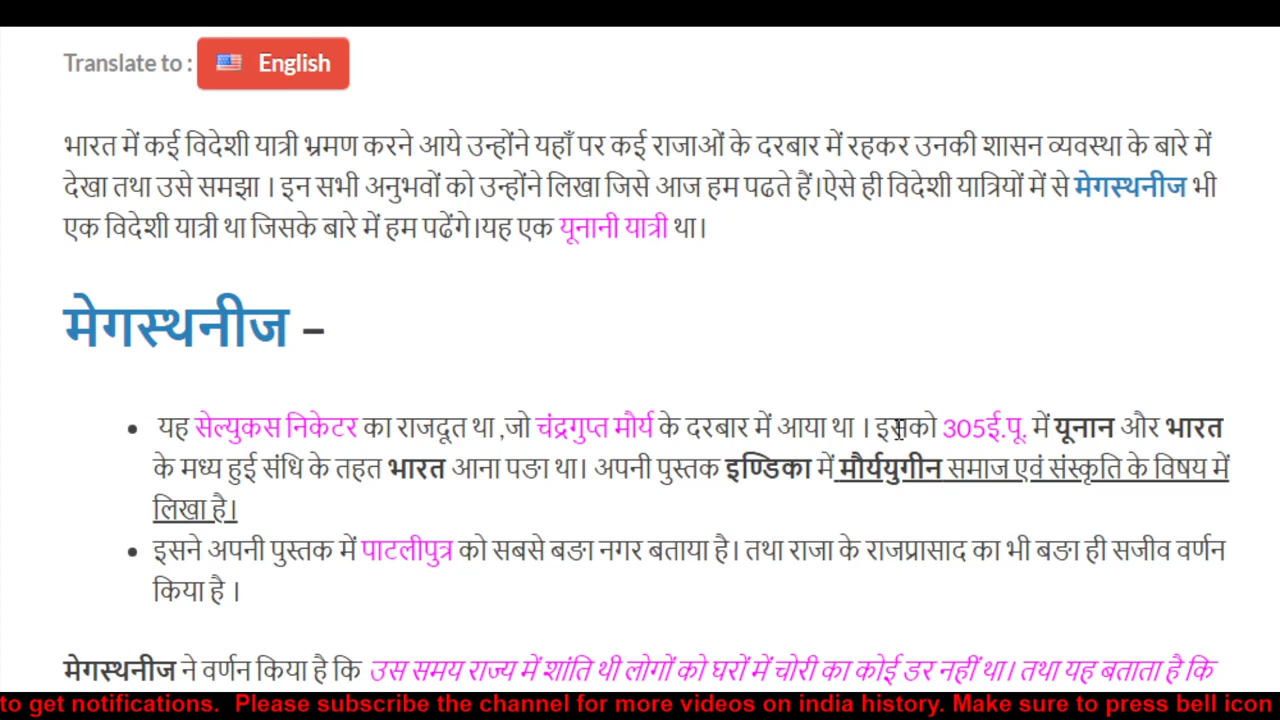 Translate to : English
भारत में कई विदेशी यात्री भ्रमण करने आये उन्होंने यहाँ पर कई राजाओं के दरबार में रहकर उनकी शासन व्यवस्था के बारे में
देखा तथा उसे समझा । इन सभी अनुभवों को उन्होंने लिखा जिसे आज हम पढते हैं।ऐसे ही विदेशी यात्रियों में से मेगस्थनीज भी
एक विदेशी यात्री था जिसके बारे में हम पढेंगे।यह एक यूनानी यात्री था।
मेगस्थनीज –
• यह सेल्युकस निकेटर का राजदूत था ,जो चंद्रगुप्त मौर्य के दरबार में आया था । इसको 305ई.पू. में यूनान और भारत
के मध्य हुई संधि के तहत भारत आना पङा था। अपनी पुस्तक इण्डिका में मौर्ययुगीन समाज एवं संस्कृति के विषय में
लिखा है।
• इसने अपनी पुस्तक में पाटलीपुत्र को सबसे बङा नगर बताया है। तथा राजा के राजप्रासाद का भी बङा ही सजीव वर्णन
किया है ।
मेगस्थनीज ने वर्णन किया है कि उस समय राज्य में शांति थी लोगों को घरों में चोरी का कोई डर नहीं था। तथा यह बताता है कि
to get notifications. Please subscribe the channel for more videos on india history. Make sure to press bell icon